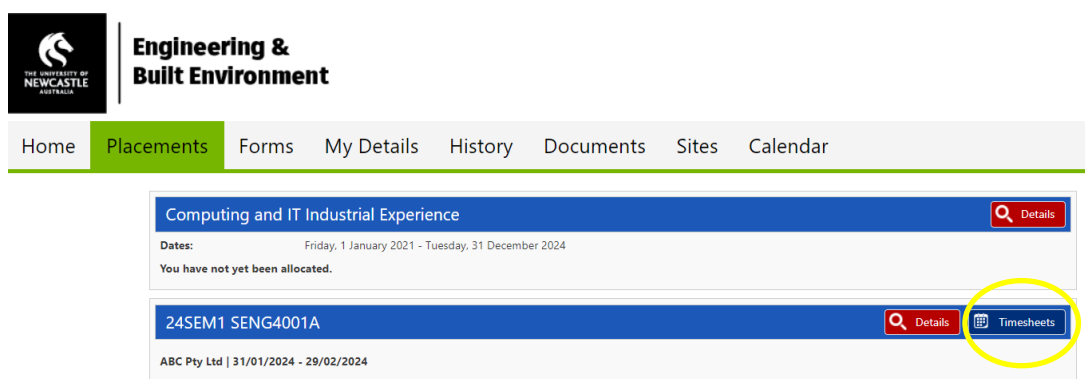 THE UNIVERSITY OF
NEWCASTLE
AUSTRALIA
Engineering &
Built Environment
Home Placements Forms My Details History Documents Sites Calendar
Computing and IT Industrial Experience Details
Dates: Friday, 1 January 2021 - Tuesday, 31 December 2024
You have not yet been allocated.
24SEM1 SENG4001A Details Timesheets
ABC Pty Ltd | 31/01/2024 - 29/02/2024